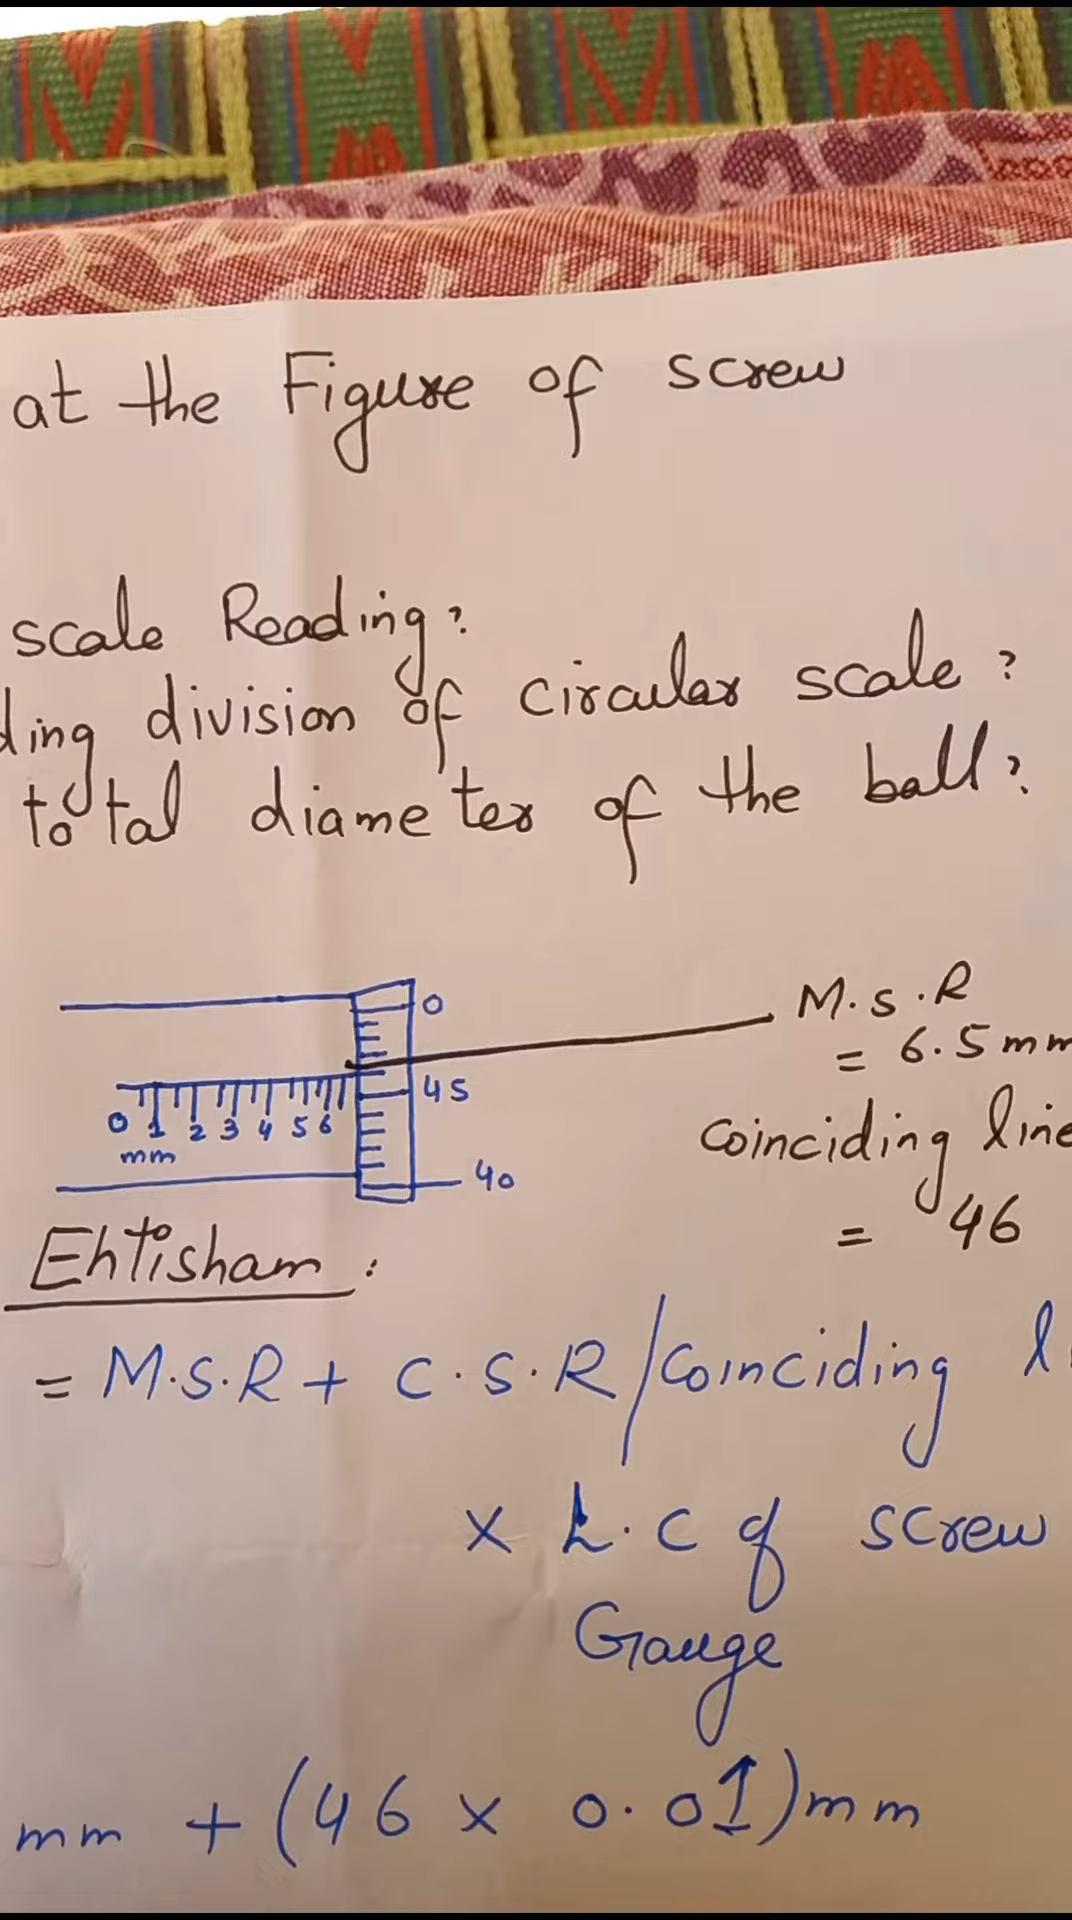 at the Figure of screw
scale Reading?
ding division of circular scale?
total diameter of the ball?
0
M.S.R
= 6.5 mm
45
0 1 2 3 4 5 6
mm
coinciding line
= 46
40
Ehtisham:
= M.S.R + C.S.R/Coinciding l
x L.C of screw
Gauge
mm + (46 x 0.01)mm